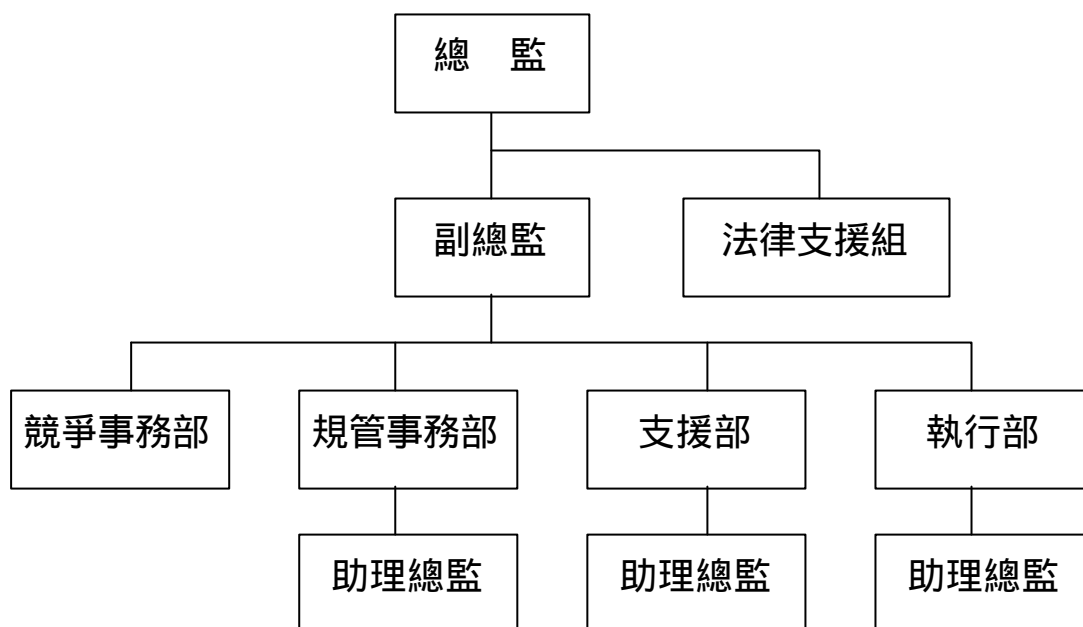 總　監
副總監
法律支援組
競爭事務部
規管事務部
支援部
執行部
助理總監
助理總監
助理總監